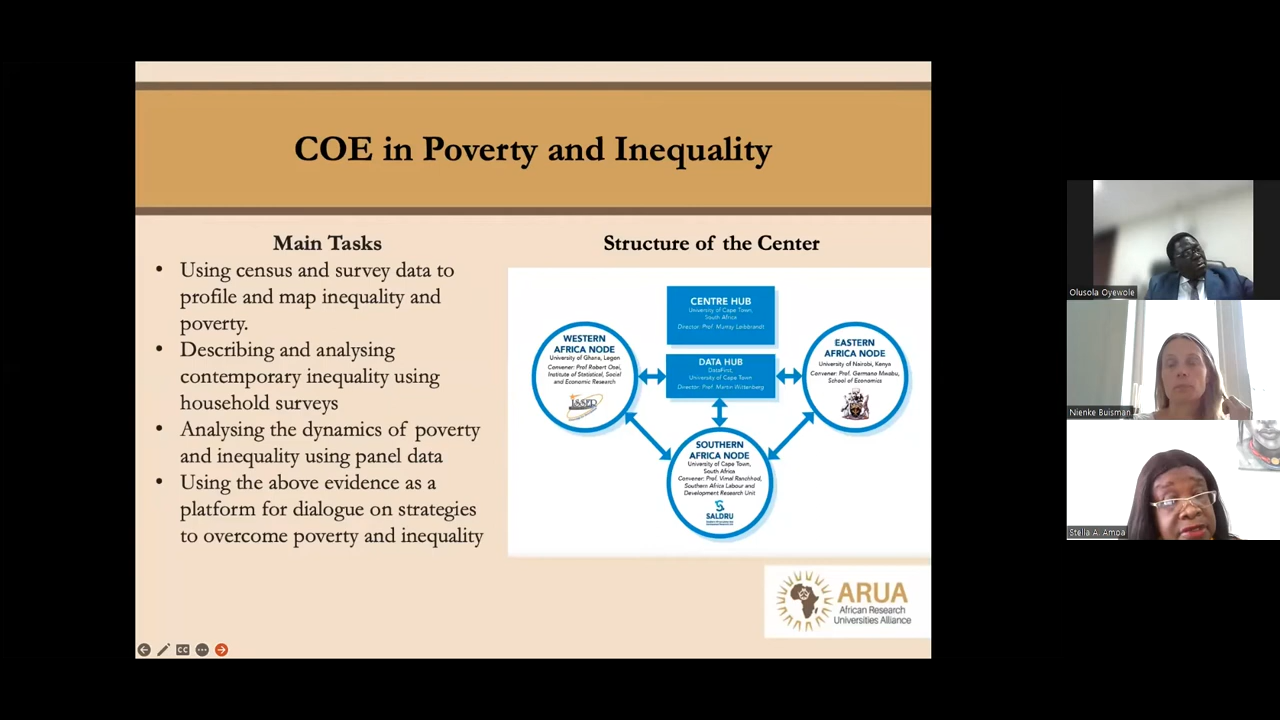 COE in Poverty and Inequality
Main Tasks
• Using census and survey data to
profile and map inequality and
poverty.
• Describing and analysing
contemporary inequality using
household surveys
• Analysing the dynamics of poverty
and inequality using panel data
• Using the above evidence as a
platform for dialogue on strategies
to overcome poverty and inequality
Structure of the Center
CENTRE HUB
University of Cape Town,
South Africa
Director: Prof. Murray Leibbrandt
WESTERN
AFRICA NODE
University of Ghana, Legon
Convener: Prof Robert Osei,
Institute of Statistical, Social
and Economic Research
ISSER
DATA HUB
DataFirst,
University of Cape Town
Director: Prof. Martin Wittenberg
EASTERN
AFRICA NODE
University of Nairobi, Kenya
Convener: Prof. Germano Mwabu,
School of Economics
SOUTHERN
AFRICA NODE
University of Cape Town,
South Africa
Convener: Prof. Vimal Ranchhod,
Southern Africa Labour and
Development Research Unit
SALDRU
ARUA
African Research
Universities Alliance
CC
Olusola Oyewole
Nienke Buisman
Stella A. Amoa